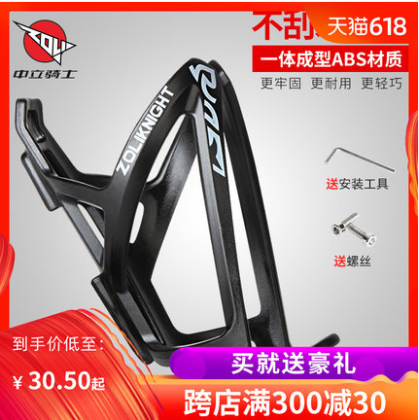 ZOLI
中立骑士
不刮
天猫618
一体成型ABS材质
更牢固 更耐用 更轻巧
ZOLIKNIGHT
送安装工具
送螺丝
到手价低至:
¥ 30.50起
买就送豪礼
跨店满300减30